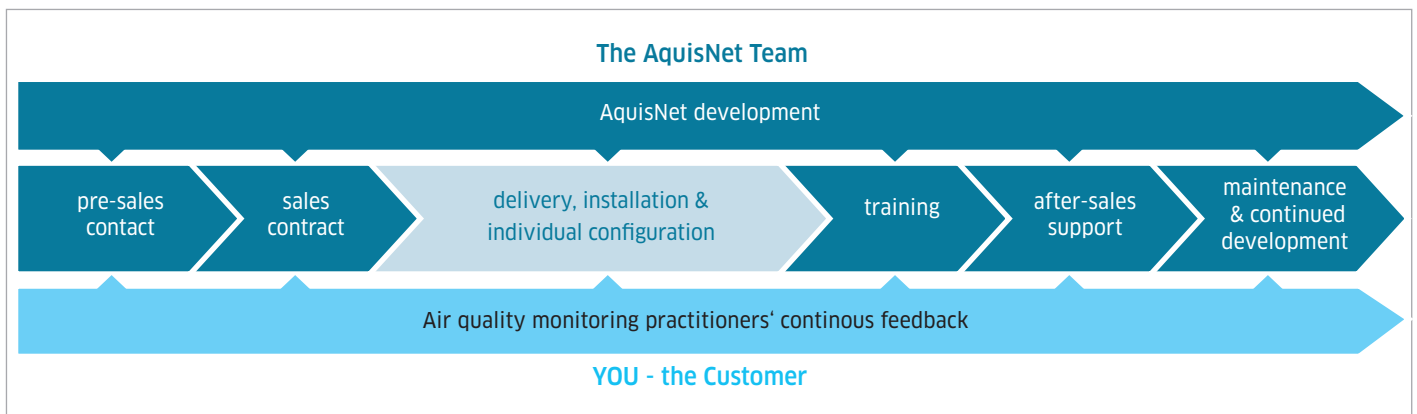 The AquisNet Team
AquisNet development
pre-sales
contact
sales
contract
delivery, installation &
individual configuration
training
after-sales
support
maintenance
& continued
development
Air quality monitoring practitioners‘ continous feedback
YOU - the Customer